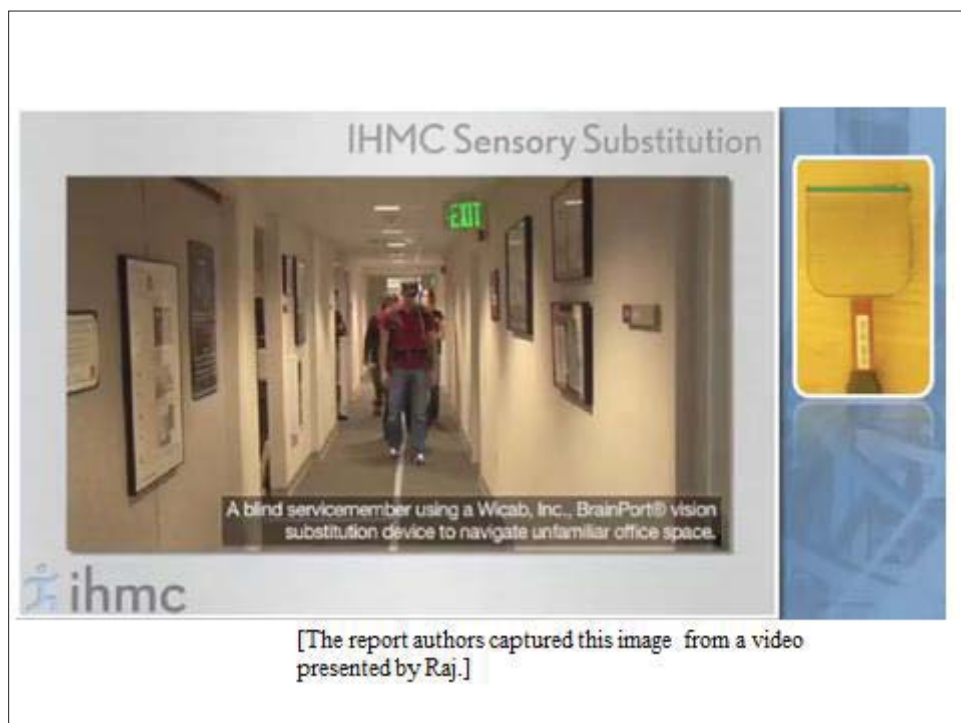 IHMC Sensory Substitution
EXIT
A blind servicemember using a Wicab, Inc., BrainPort® vision
substitution device to navigate unfamiliar office space.
ihmc
[The report authors captured this image from a video
presented by Raj.]